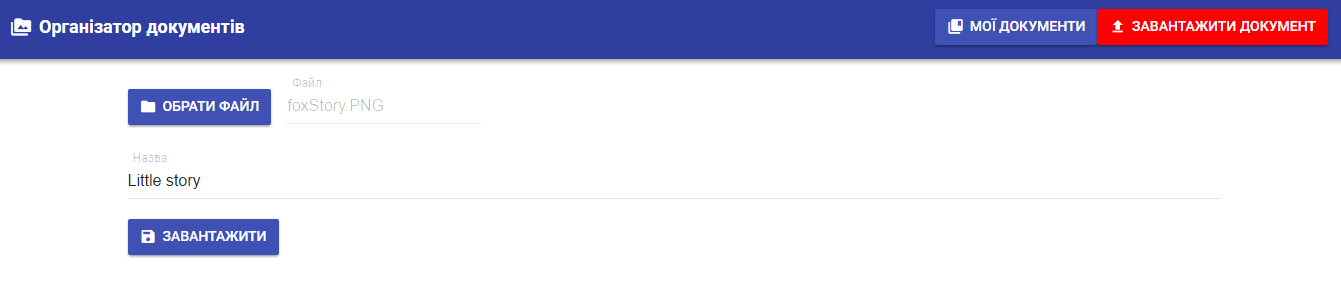 Організатор документів
МОЇ ДОКУМЕНТИ
ЗАВАНТАЖИТИ ДОКУМЕНТ
ОБРАТИ ФАЙЛ
Файл
foxStory.PNG
Назва
Little story
ЗАВАНТАЖИТИ